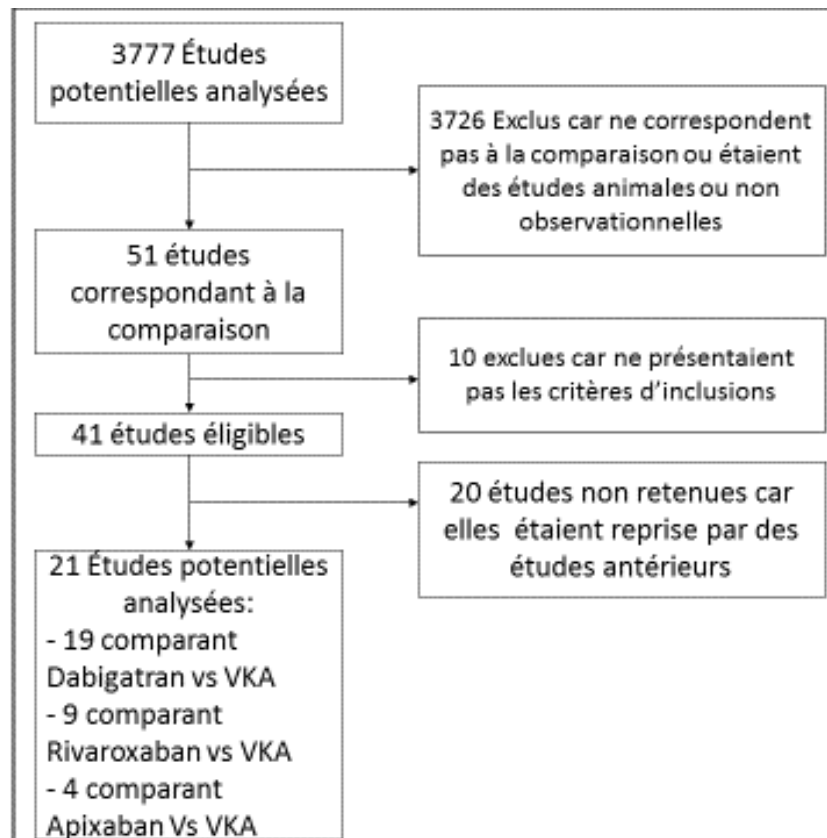 3777 Études
potentielles analysées
3726 Exclus car ne correspondent
pas à la comparaison ou étaient
des études animales ou non
observationnelles
51 études
correspondant à la
comparaison
10 exclues car ne présentaient
pas les critères d’inclusions
41 études éligibles
20 études non retenues car
elles étaient reprise par des
études antérieurs
21 Études potentielles
analysées:
- 19 comparant
Dabigatran vs VKA
- 9 comparant
Rivaroxaban vs VKA
- 4 comparant
Apixaban Vs VKA